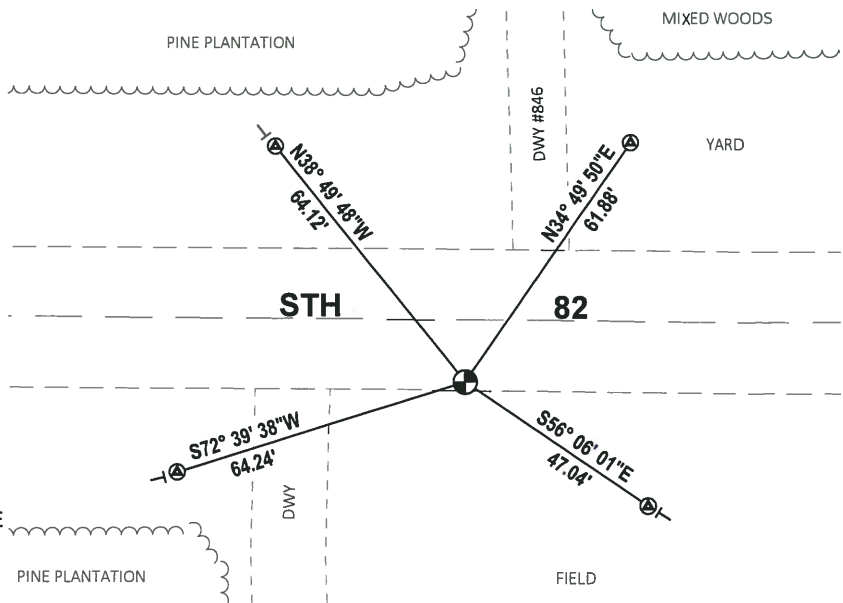 MIXED WOODS
PINE PLANTATION
DWY #846
YARD
N38° 49' 48"W
64.12'
N34° 49' 50"E
61.88'
STH 82
S72° 39' 38"W
64.24'
S56° 06' 01"E
47.04'
DWY
PINE PLANTATION
FIELD